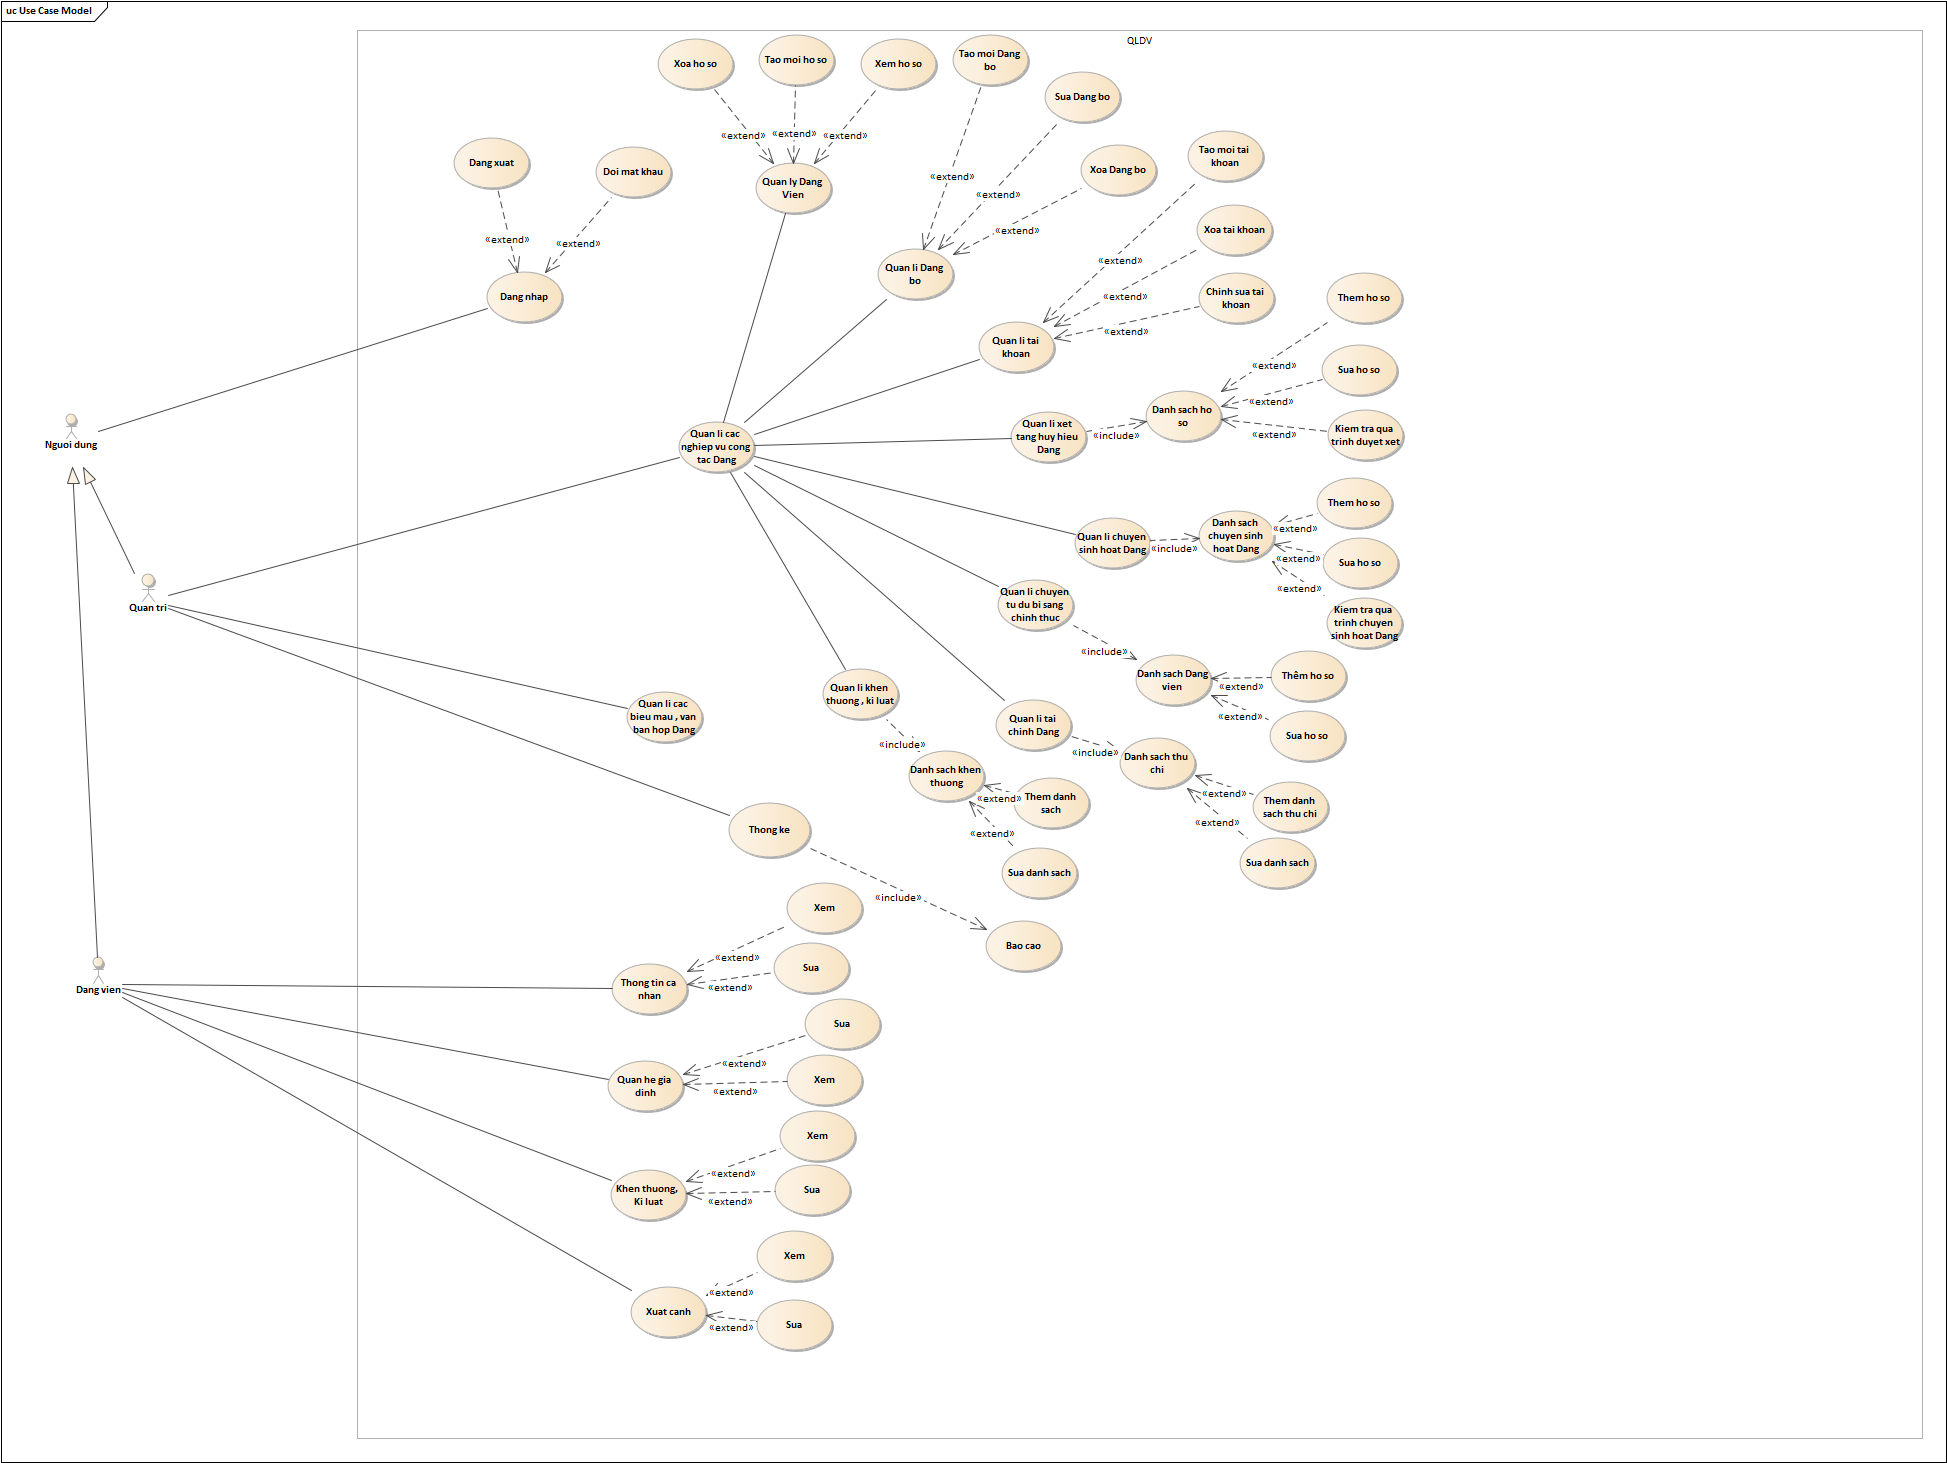 uc Use Case Model
QLDV
Xoa ho so
Tao moi ho so
Xem ho so
Tao moi Dang
bo
Sua Dang bo
«extend»
«extend»
«extend»
Dang xuat
Doi mat khau
Quan ly Dang
Vien
«extend»
«extend»
Xoa Dang bo
«extend»
Tao moi tai
khoan
Xoa tai khoan
«extend»
«extend»
Dang nhap
Quan li Dang
bo
«extend»
«extend»
«extend»
Chinh sua tai
khoan
Them ho so
Quan li tai
khoan
«extend»
«extend»
«extend»
Sua ho so
Kiem tra qua
trinh duyet xet
Danh sach ho
so
«include»
Quan li xet
tang huy hieu
Dang
Nguoi dung
Quan li cac
nghiep vu cong
tac Dang
Them ho so
Sua ho so
Kiem tra qua
trinh chuyen
sinh hoat Dang
«extend»
«extend»
«extend»
Danh sach
chuyen sinh
hoat Dang
«include»
Quan li chuyen
sinh hoat Dang
Quan tri
Quan li chuyen
tu du bi sang
chinh thuc
«include»
Danh sach Dang
vien
«extend»
«extend»
Thêm ho so
Sua ho so
Quan li khen
thuong , ki luat
Quan li cac
bieu mau , van
ban hop Dang
Quan li tai
chinh Dang
«include»
«include»
Danh sach thu
chi
«extend»
«extend»
Them danh
sach thu chi
Sua danh sach
Danh sach khen
thuong
«extend»
«extend»
Them danh
sach
Sua danh sach
Thong ke
«include»
Bao cao
Dang vien
Xem
Sua
«extend»
«extend»
Thong tin ca
nhan
Sua
Xem
«extend»
«extend»
Quan he gia
dinh
Xem
Sua
«extend»
«extend»
Khen thuong,
Ki luat
Xem
Sua
«extend»
«extend»
Xuat canh